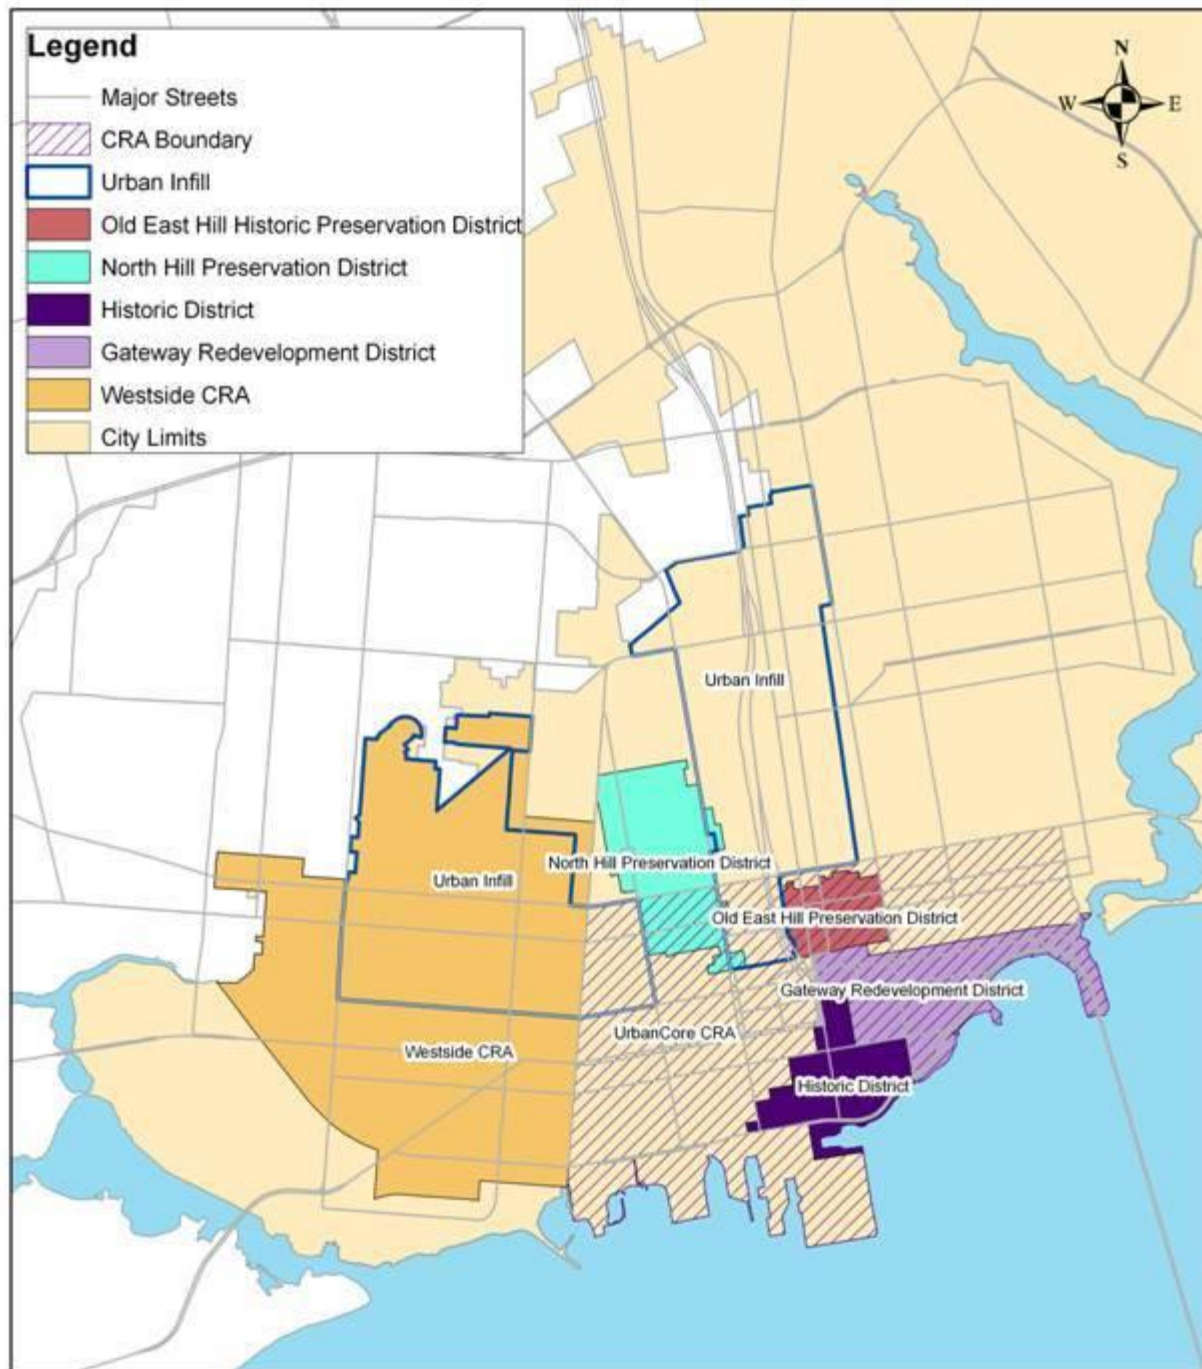 Legend
Major Streets
CRA Boundary
Urban Infill
Old East Hill Historic Preservation District
North Hill Preservation District
Historic District
Gateway Redevelopment District
Westside CRA
City Limits
N
W E
S
Urban Infill
North Hill Preservation District
Urban Infill
Old East Hill Preservation District
Gateway Redevelopment District
UrbanCore CRA
Westside CRA
Historic District